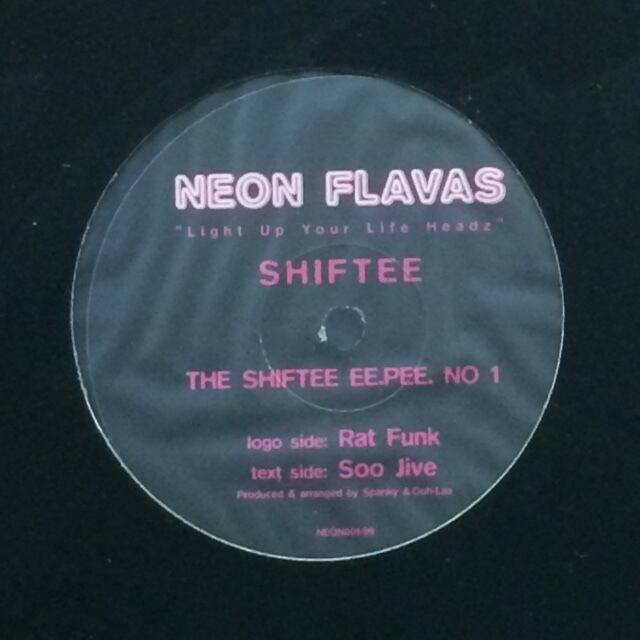 NEON FLAVAS
"Light Up Your Life Headz"
SHIFTEE
THE SHIFTEE EE.PEE. NO 1
logo side: Rat Funk
text side: Soo Jive
Produced & arranged by Spanky & Ooh-Laa
NEON001/99